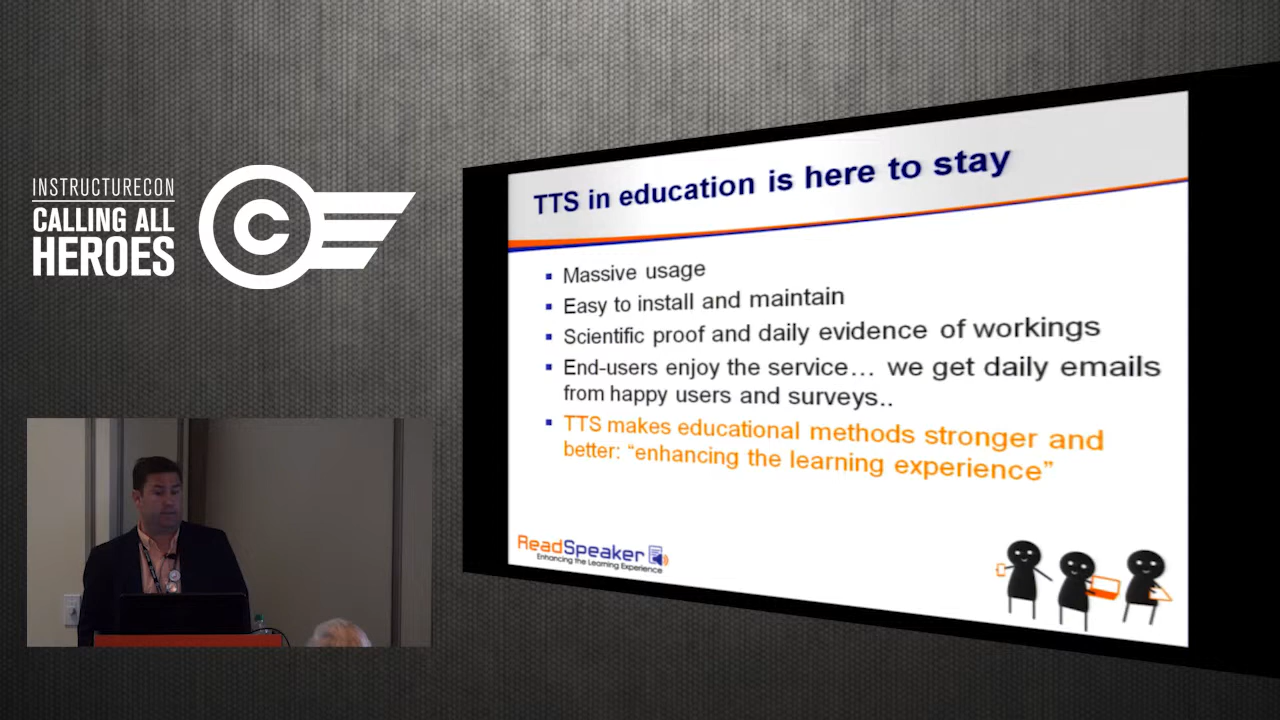 INSTRUCTURECON
CALLING ALL
HEROES
C
TTS in education is here to stay
Massive usage
Easy to install and maintain
Scientific proof and daily evidence of workings
End-users enjoy the service… we get daily emails
from happy users and surveys..
TTS makes educational methods stronger and
better: “enhancing the learning experience”
ReadSpeaker
Enhancing the Learning Experience